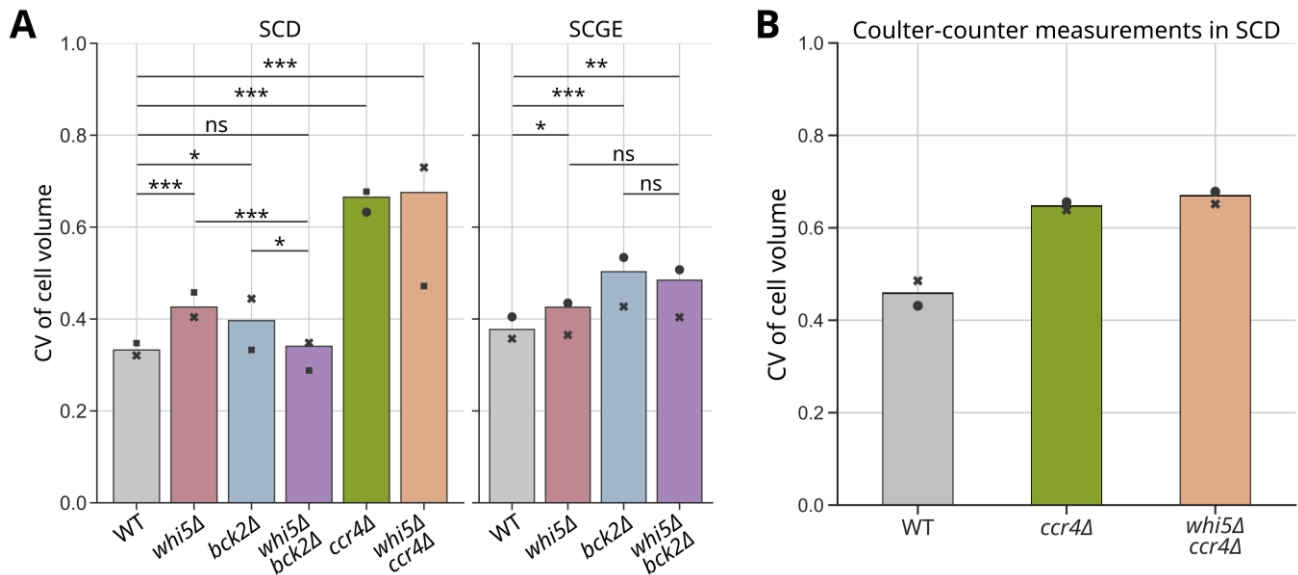 A
SCD
SCGE
CV of cell volume
1.0
0.8
0.6
0.4
0.2
0.0
***
***
ns
*
***
***
*
**
***
*
ns
ns
WT
whi5Δ
bck2Δ
whi5Δ
bck2Δ
ccr4Δ
whi5Δ
ccr4Δ
WT
whi5Δ
bck2Δ
whi5Δ
bck2Δ
B
Coulter-counter measurements in SCD
CV of cell volume
1.0
0.8
0.6
0.4
0.2
0.0
WT
ccr4Δ
whi5Δ
ccr4Δ